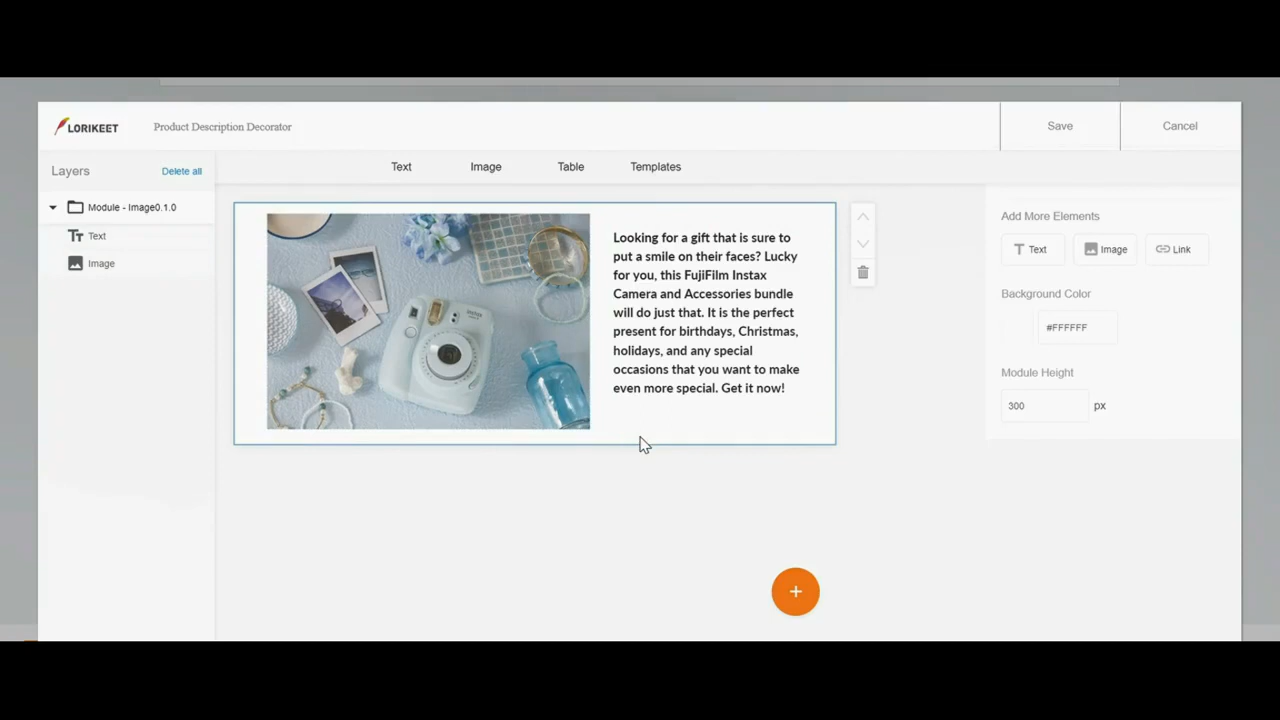 LORIKEET
Product Description Decorator
Save
Cancel
Layers
Delete all
Text
Image
Table
Templates
Module - Image0.1.0
Text
Image
Looking for a gift that is sure to
put a smile on their faces? Lucky
for you, this FujiFilm Instax
Camera and Accessories bundle
will do just that. It is the perfect
present for birthdays, Christmas,
holidays, and any special
occasions that you want to make
even more special. Get it now!
Add More Elements
Text
Image
Link
Background Color
#FFFFFF
Module Height
300
px